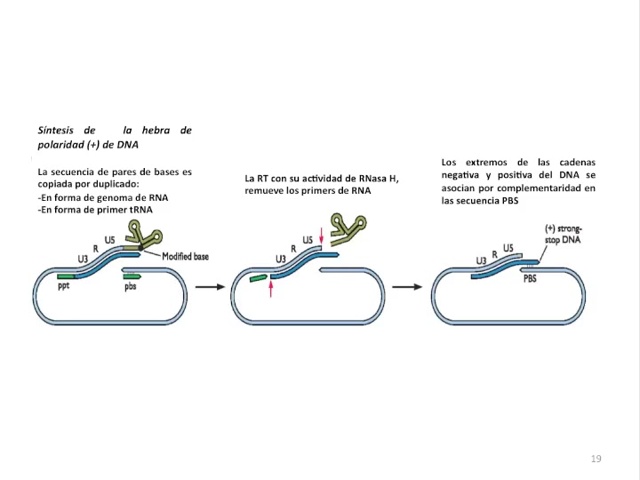 Síntesis de la hebra de
polaridad (+) de DNA
La secuencia de pares de bases es
copiada por duplicado:
-En forma de genoma de RNA
-En forma de primer tRNA
La RT con su actividad de RNasa H,
remueve los primers de RNA
Los extremos de las cadenas
negativa y positiva del DNA se
asocian por complementaridad en
las secuencia PBS
U5
R
U3
Modified base
ppt
pbs
U5
R
U3
(+) strong-
stop DNA
U5
R
U3
PBS
19